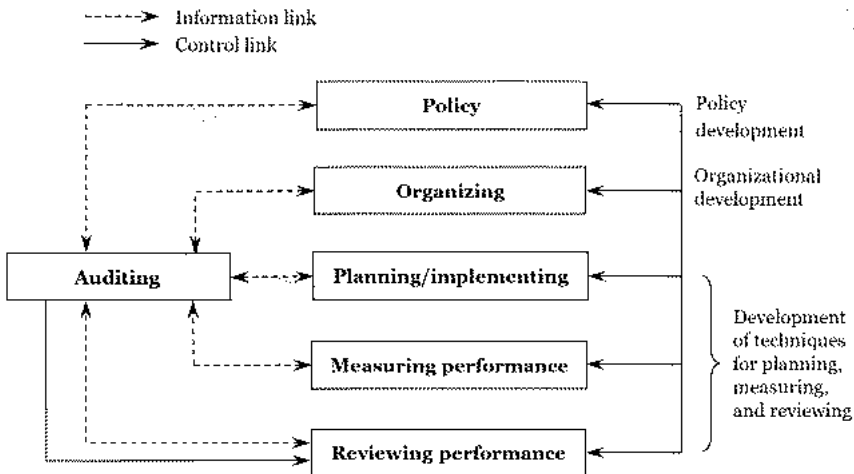 Information link
Control link
Policy
Policy
development
Organizing
Organizational
development
Auditing
Planning/implementing
Development
of techniques
for planning,
measuring,
and reviewing
Measuring performance
Reviewing performance